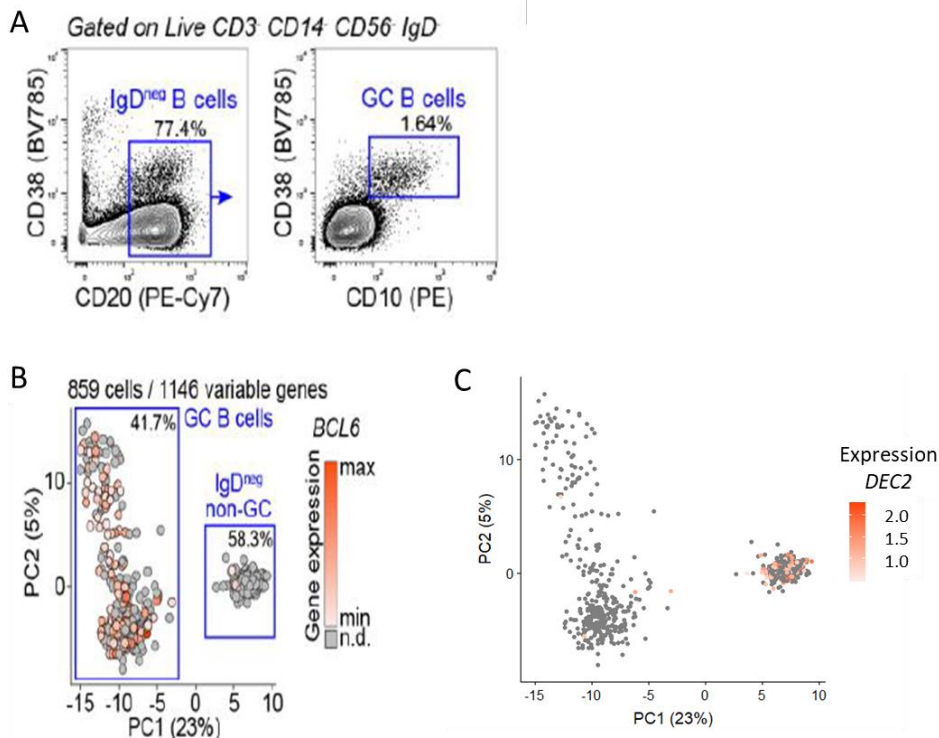 A
Gated on Live CD3- CD14- CD56- IgD-
IgDneg B cells
77.4%
CD38 (BV785)
CD20 (PE-Cy7)
GC B cells
1.64%
CD38 (BV785)
CD10 (PE)
B
859 cells / 1146 variable genes
41.7%
GC B cells
IgDneg
non-GC
58.3%
BCL6
Gene expression
max
min
n.d.
PC2 (5%)
10
0
-15 -10 -5 0 5 10
PC1 (23%)
C
PC2 (5%)
10
0
-15 -10 -5 0 5 10
PC1 (23%)
Expression
DEC2
2.0
1.5
1.0